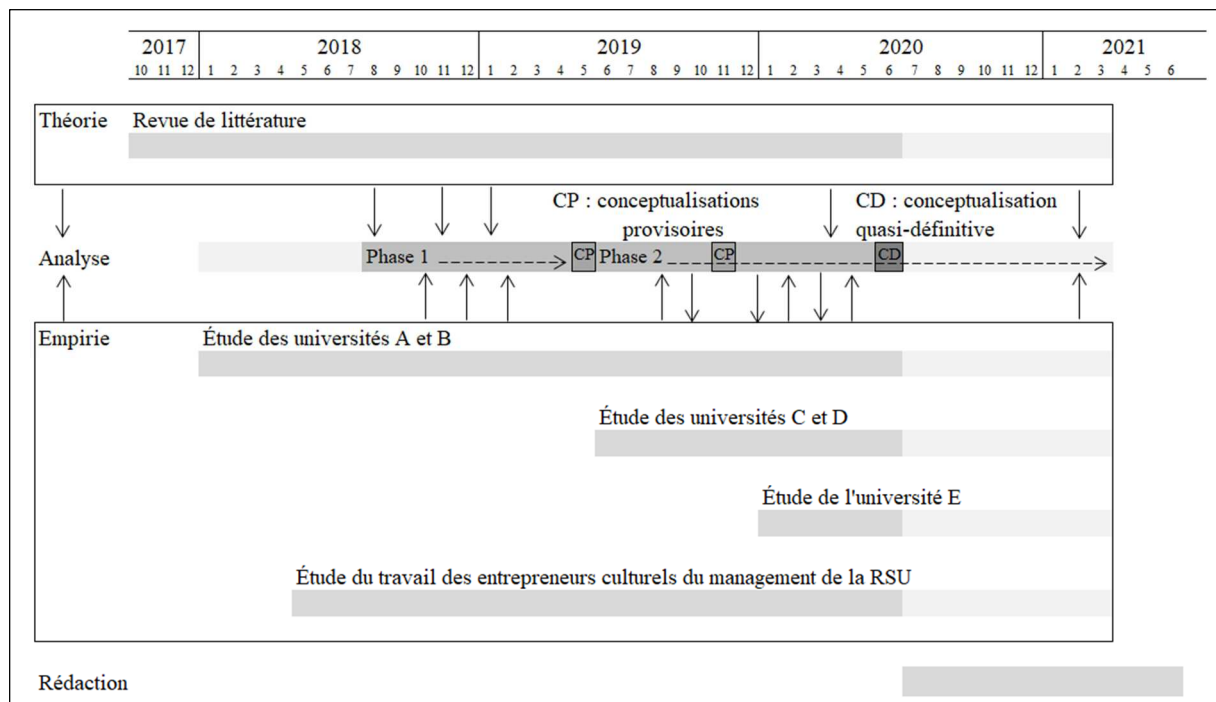 2017 2018 2019 2020 2021
10 11 12 1 2 3 4 5 6 7 8 9 10 11 12 1 2 3 4 5 6 7 8 9 10 11 12 1 2 3 4 5 6 7 8 9 10 11 12 1 2 3 4 5 6
Théorie Revue de littérature
CP : conceptualisations CD : conceptualisation
provisoires quasi-définitive
Analyse Phase 1 CP Phase 2 CP CD
Empirie Étude des universités A et B
Étude des universités C et D
Étude de l'université E
Étude du travail des entrepreneurs culturels du management de la RSU
Rédaction